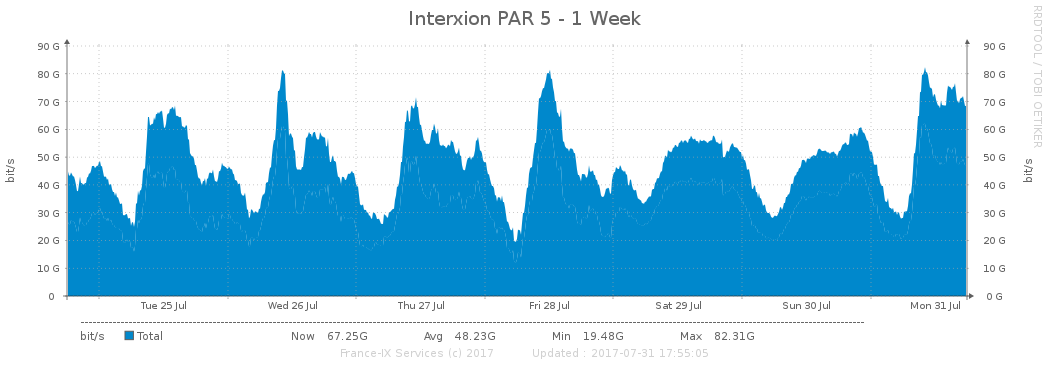 Interxion PAR 5 - 1 Week
RRDTOOL / TOBI OETIKER
bit/s
bit/s
90 G 90 G
80 G 80 G
70 G 70 G
60 G 60 G
50 G 50 G
40 G 40 G
30 G 30 G
20 G 20 G
10 G 10 G
0 0 G
Tue 25 Jul Wed 26 Jul Thu 27 Jul Fri 28 Jul Sat 29 Jul Sun 30 Jul Mon 31 Jul
bit/s Total Now 67.25G Avg 48.23G Min 19.48G Max 82.31G
France-IX Services (c) 2017 Updated : 2017-07-31 17:55:05